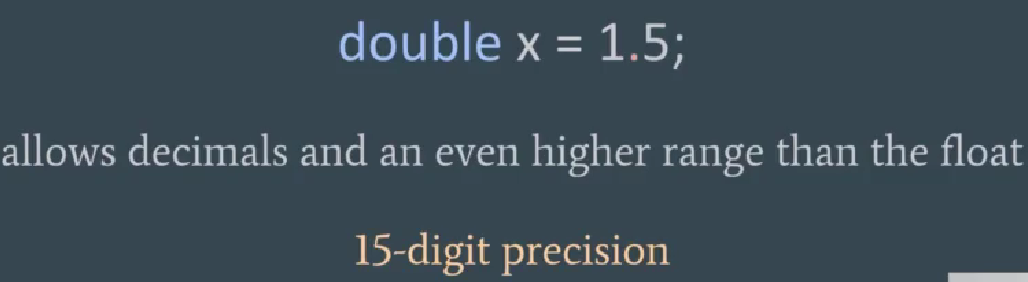 double x = 1.5;
allows decimals and an even higher range than the float
15-digit precision